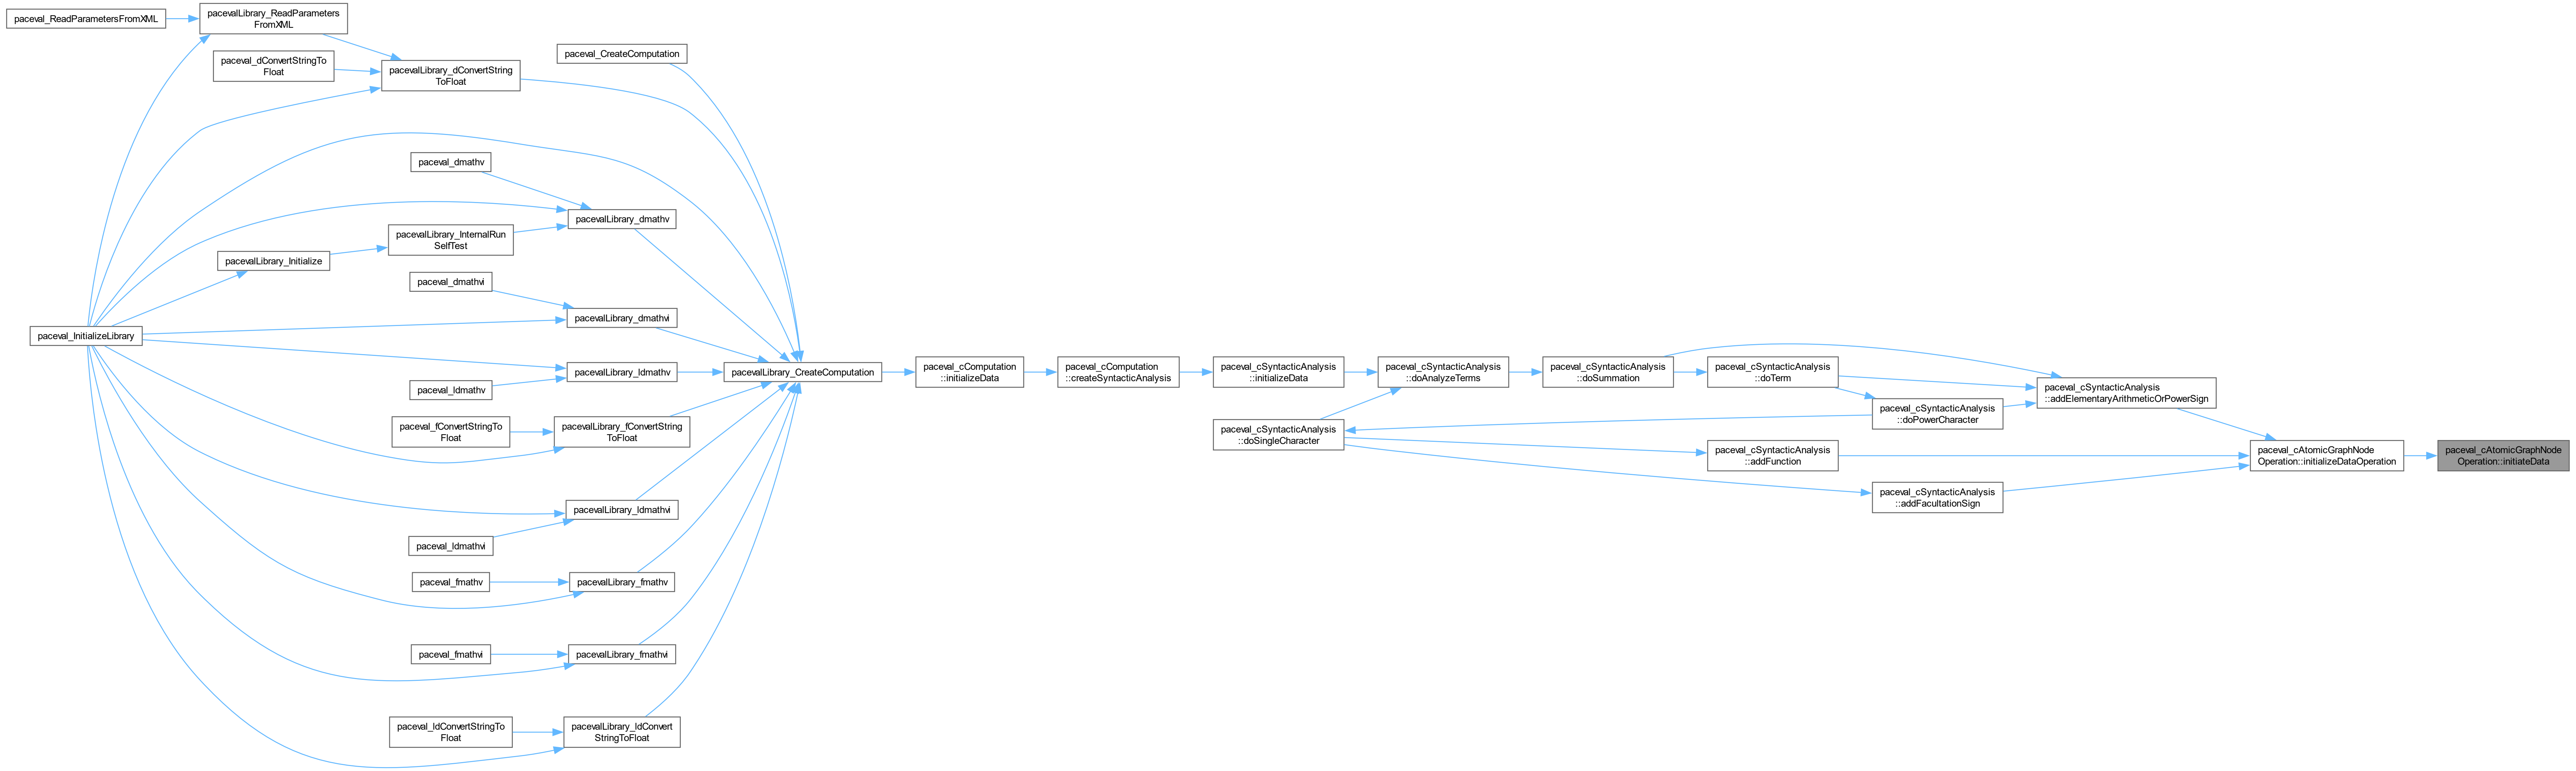 paceval_ReadParametersFromXML
pacevalLibrary_ReadParameters
FromXML
paceval_dConvertStringTo
Float
pacevalLibrary_dConvertString
ToFloat
paceval_CreateComputation
paceval_dmathv
pacevalLibrary_dmathv
pacevalLibrary_InternalRun
SelfTest
pacevalLibrary_Initialize
paceval_dmathvi
pacevalLibrary_dmathvi
paceval_InitializeLibrary
pacevalLibrary_ldmathv
paceval_ldmathv
pacevalLibrary_CreateComputation
paceval_fConvertStringTo
Float
pacevalLibrary_fConvertString
ToFloat
pacevalLibrary_ldmathvi
paceval_ldmathvi
paceval_fmathv
pacevalLibrary_fmathv
paceval_fmathvi
pacevalLibrary_fmathvi
paceval_ldConvertStringTo
Float
pacevalLibrary_ldConvert
StringToFloat
paceval_cComputation
::initializeData
paceval_cComputation
::createSyntacticAnalysis
paceval_cSyntacticAnalysis
::initializeData
paceval_cSyntacticAnalysis
::doAnalyzeTerms
paceval_cSyntacticAnalysis
::doSingleCharacter
paceval_cSyntacticAnalysis
::doSummation
paceval_cSyntacticAnalysis
::doTerm
paceval_cSyntacticAnalysis
::doPowerCharacter
paceval_cSyntacticAnalysis
::addFunction
paceval_cSyntacticAnalysis
::addFacultationSign
paceval_cSyntacticAnalysis
::addElementaryArithmeticOrPowerSign
paceval_cAtomicGraphNode
Operation::initializeDataOperation
paceval_cAtomicGraphNode
Operation::initiateData